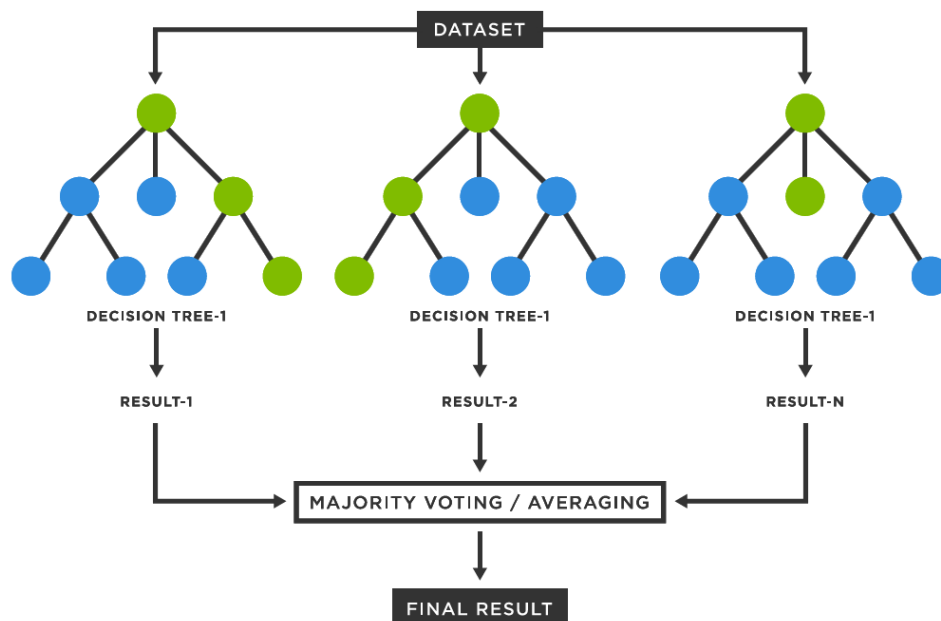 DATASET
DECISION TREE-1 DECISION TREE-1 DECISION TREE-1
RESULT-1 RESULT-2 RESULT-N
MAJORITY VOTING / AVERAGING
FINAL RESULT